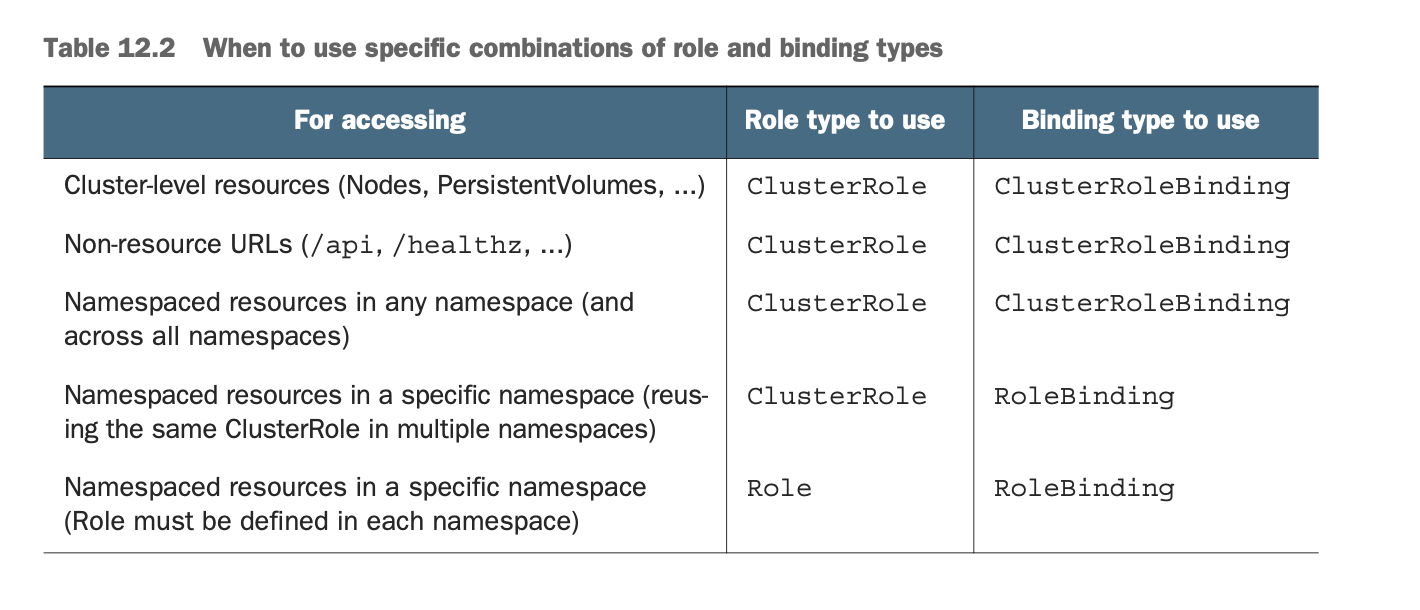 Table 12.2 When to use specific combinations of role and binding types
For accessing Role type to use Binding type to use
Cluster-level resources (Nodes, PersistentVolumes, ...) ClusterRole ClusterRoleBinding
Non-resource URLs (/api, /healthz, ...) ClusterRole ClusterRoleBinding
Namespaced resources in any namespace (and ClusterRole ClusterRoleBinding
across all namespaces)
Namespaced resources in a specific namespace (reus- ClusterRole RoleBinding
ing the same ClusterRole in multiple namespaces)
Namespaced resources in a specific namespace Role RoleBinding
(Role must be defined in each namespace)